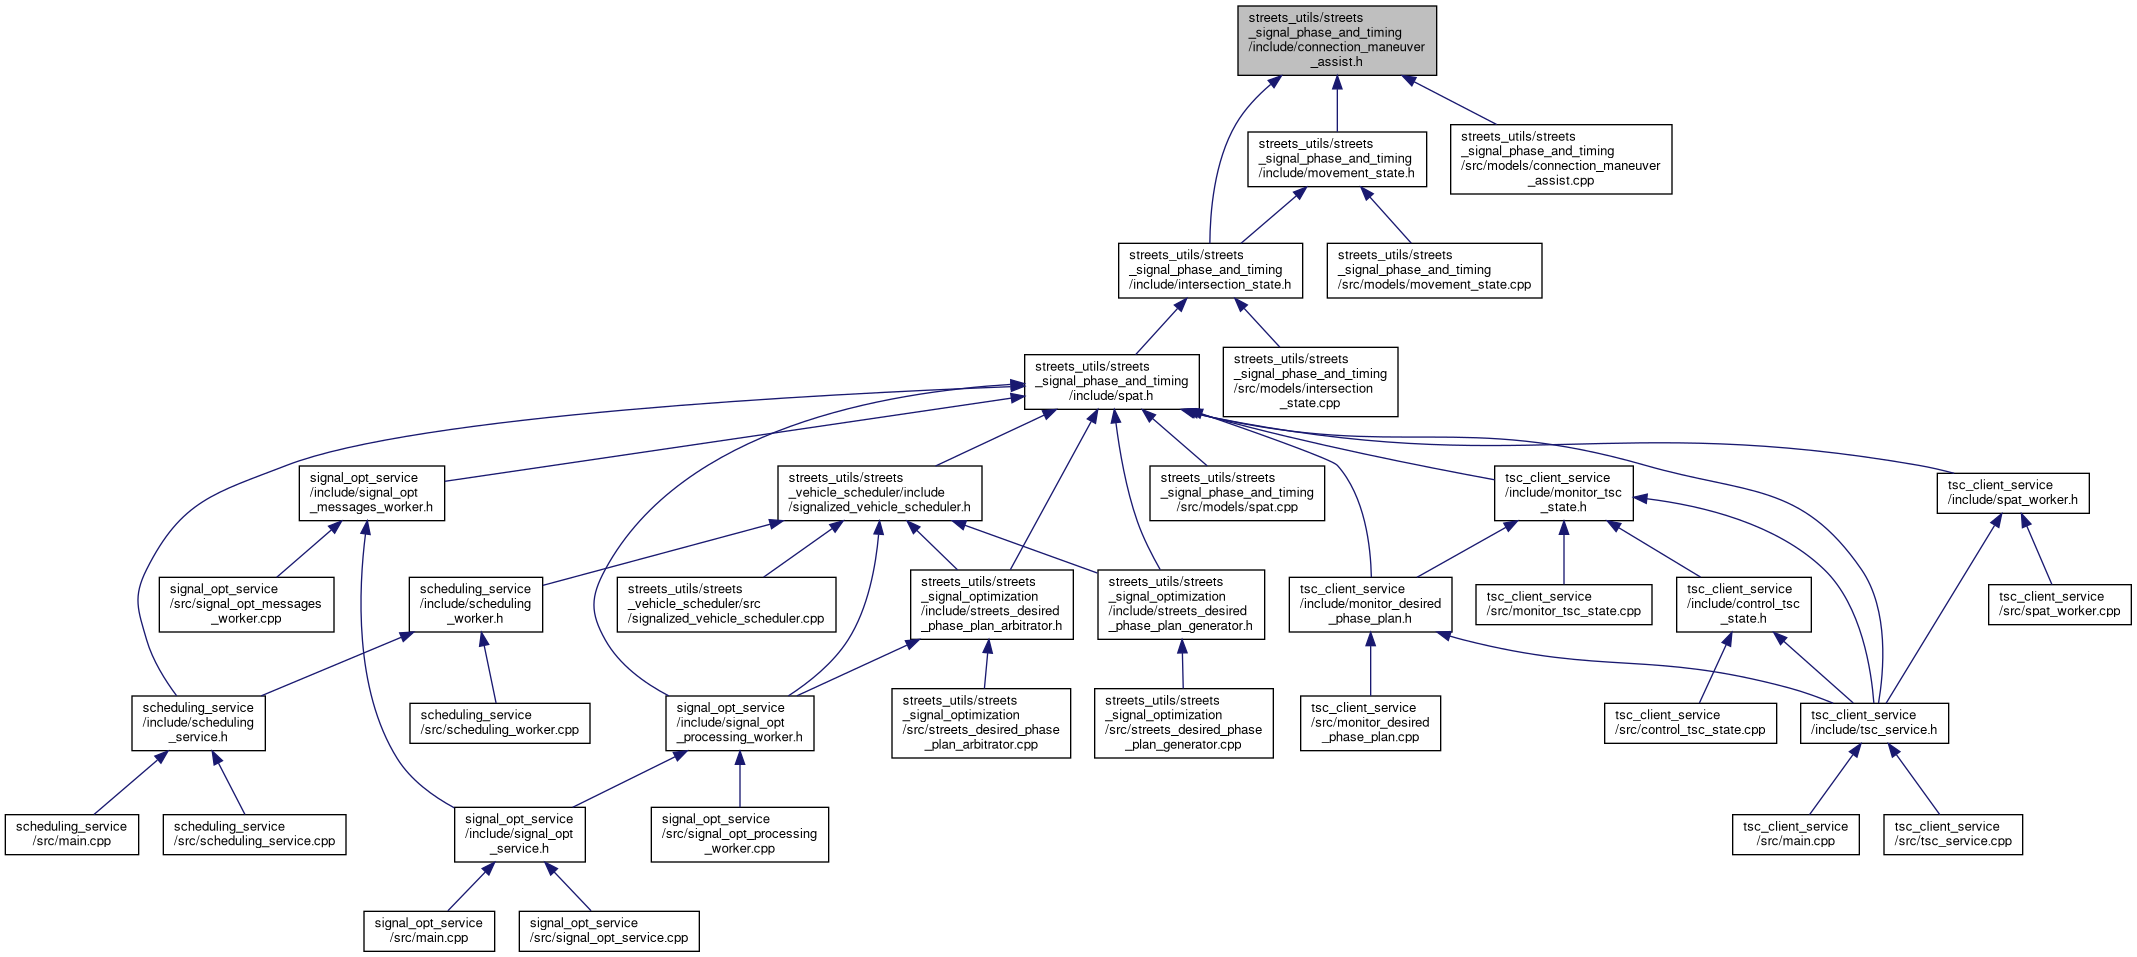 streets_utils/streets
_signal_phase_and_timing
/include/connection_maneuver
_assist.h
streets_utils/streets
_signal_phase_and_timing
/include/movement_state.h
streets_utils/streets
_signal_phase_and_timing
/src/models/connection_maneuver
_assist.cpp
streets_utils/streets
_signal_phase_and_timing
/include/intersection_state.h
streets_utils/streets
_signal_phase_and_timing
/src/models/movement_state.cpp
streets_utils/streets
_signal_phase_and_timing
/include/spat.h
streets_utils/streets
_signal_phase_and_timing
/src/models/intersection
_state.cpp
signal_opt_service
/include/signal_opt
_messages_worker.h
streets_utils/streets
_vehicle_scheduler/include
/signalized_vehicle_scheduler.h
streets_utils/streets
_signal_phase_and_timing
/src/models/spat.cpp
tsc_client_service
/include/monitor_tsc
_state.h
tsc_client_service
/include/spat_worker.h
signal_opt_service
/src/signal_opt_messages
_worker.cpp
scheduling_service
/include/scheduling
_worker.h
streets_utils/streets
_vehicle_scheduler/src
/signalized_vehicle_scheduler.cpp
streets_utils/streets
_signal_optimization
/include/streets_desired
_phase_plan_arbitrator.h
streets_utils/streets
_signal_optimization
/include/streets_desired
_phase_plan_generator.h
tsc_client_service
/include/monitor_desired
_phase_plan.h
tsc_client_service
/src/monitor_tsc_state.cpp
tsc_client_service
/include/control_tsc
_state.h
tsc_client_service
/src/spat_worker.cpp
scheduling_service
/include/scheduling
_service.h
scheduling_service
/src/scheduling_worker.cpp
signal_opt_service
/include/signal_opt
_processing_worker.h
streets_utils/streets
_signal_optimization
/src/streets_desired_phase
_plan_arbitrator.cpp
streets_utils/streets
_signal_optimization
/src/streets_desired_phase
_plan_generator.cpp
tsc_client_service
/src/monitor_desired
_phase_plan.cpp
tsc_client_service
/src/control_tsc_state.cpp
tsc_client_service
/include/tsc_service.h
scheduling_service
/src/main.cpp
scheduling_service
/src/scheduling_service.cpp
signal_opt_service
/include/signal_opt
_service.h
signal_opt_service
/src/signal_opt_processing
_worker.cpp
tsc_client_service
/src/main.cpp
tsc_client_service
/src/tsc_service.cpp
signal_opt_service
/src/main.cpp
signal_opt_service
/src/signal_opt_service.cpp